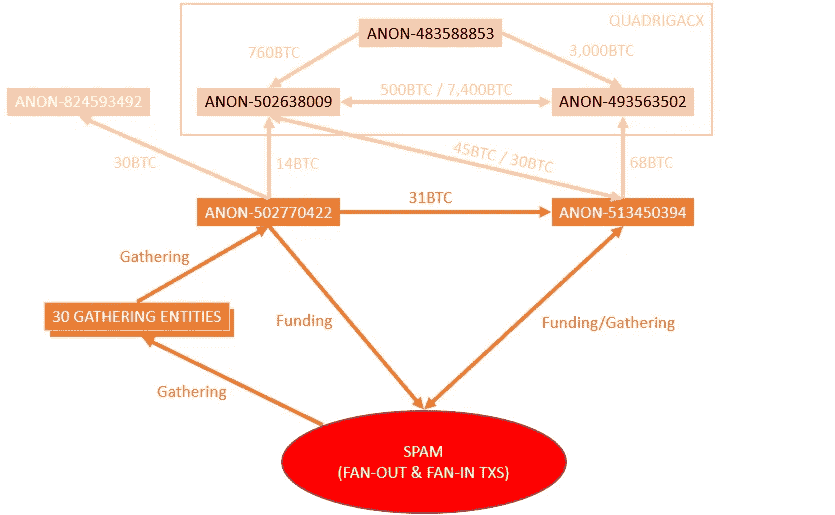 QUADRIGACX
ANON-483588853
760BTC
3,000BTC
ANON-824593492
ANON-502638009
500BTC / 7,400BTC
ANON-493563502
30BTC
14BTC
45BTC / 30BTC
68BTC
ANON-502770422
31BTC
ANON-513450394
Gathering
30 GATHERING ENTITIES
Funding
Funding/Gathering
Gathering
SPAM
(FAN-OUT & FAN-IN TXS)